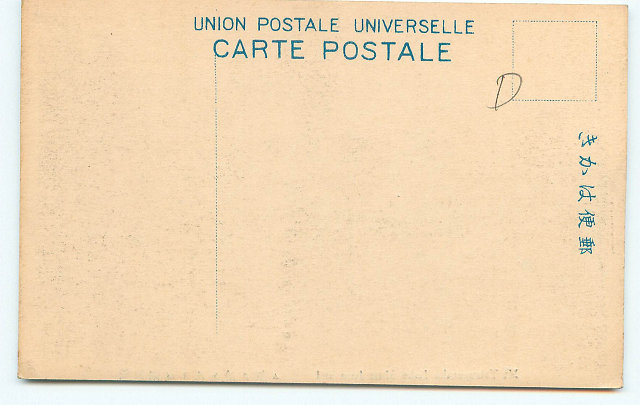 UNION POSTALE UNIVERSELLE
CARTE POSTALE
D
郵便はかき